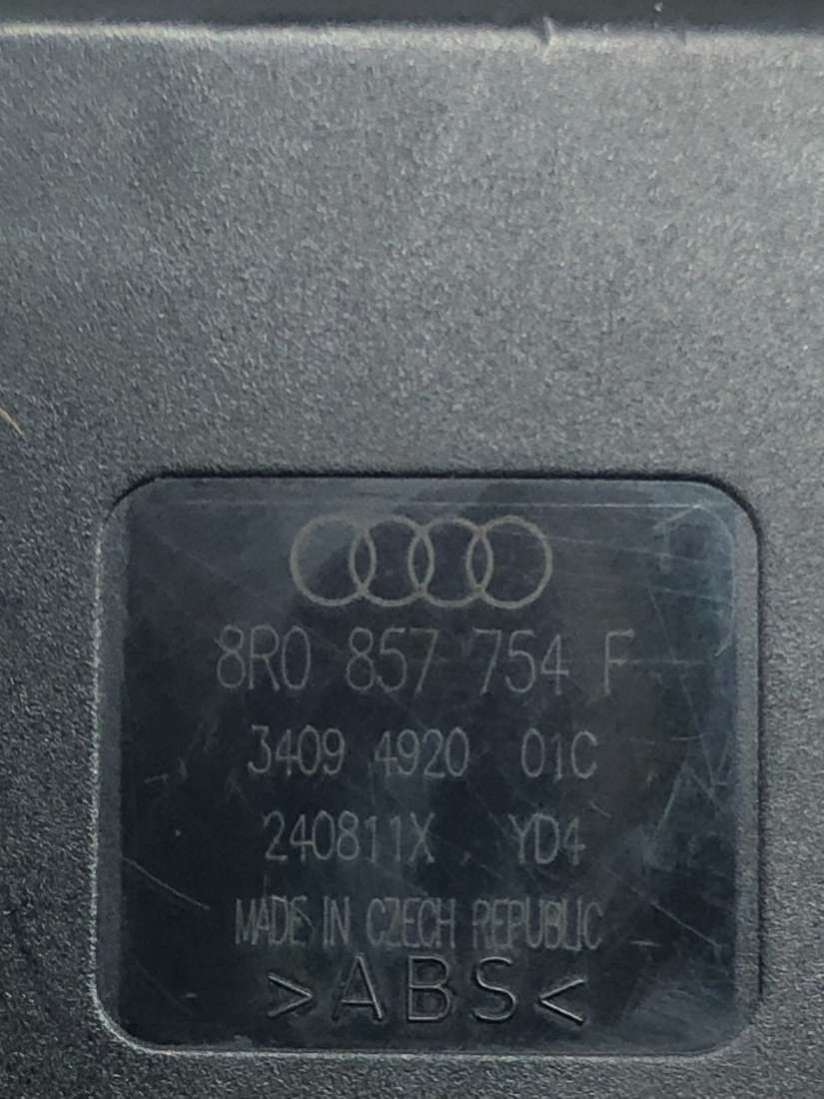 8R0 857 754 F
3409 4920 01C
240811X YD4
MADE IN CZECH REPUBLIC
>ABS<